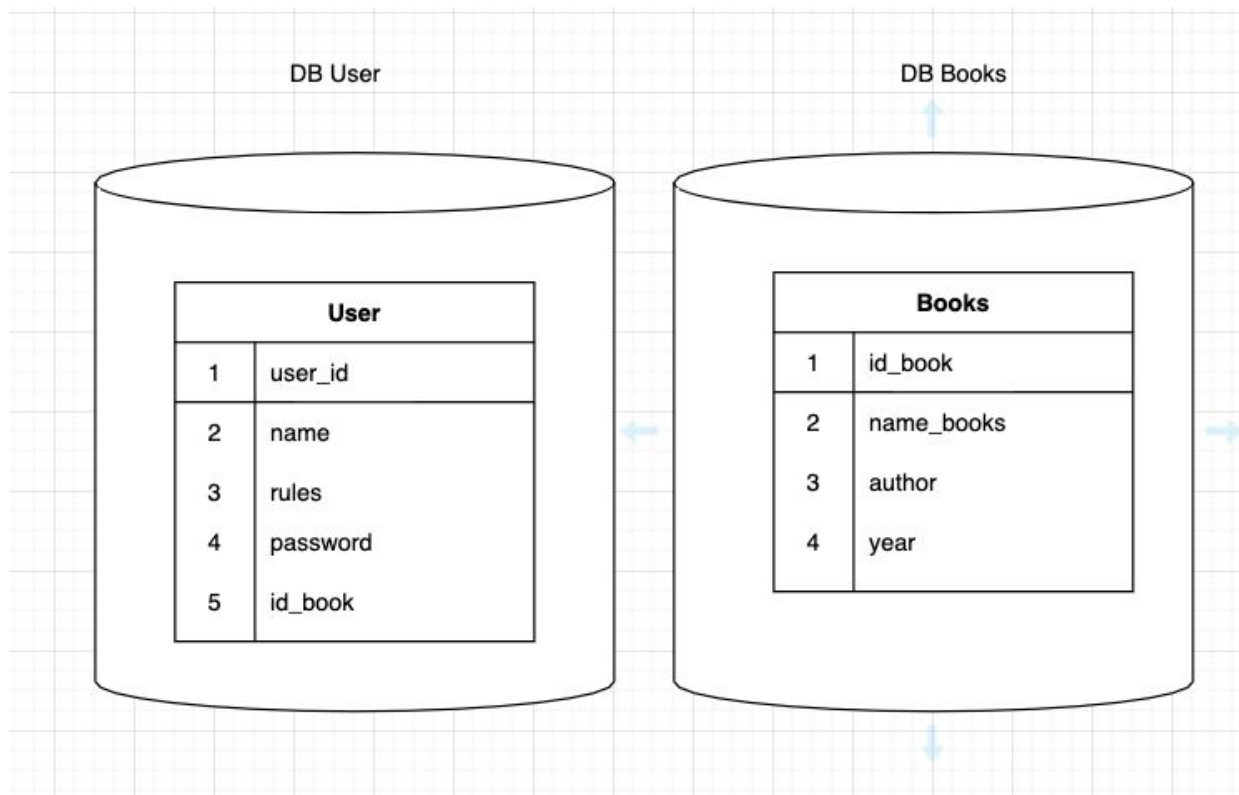 DB User
User
1 user_id
2 name
3 rules
4 password
5 id_book
DB Books
Books
1 id_book
2 name_books
3 author
4 year